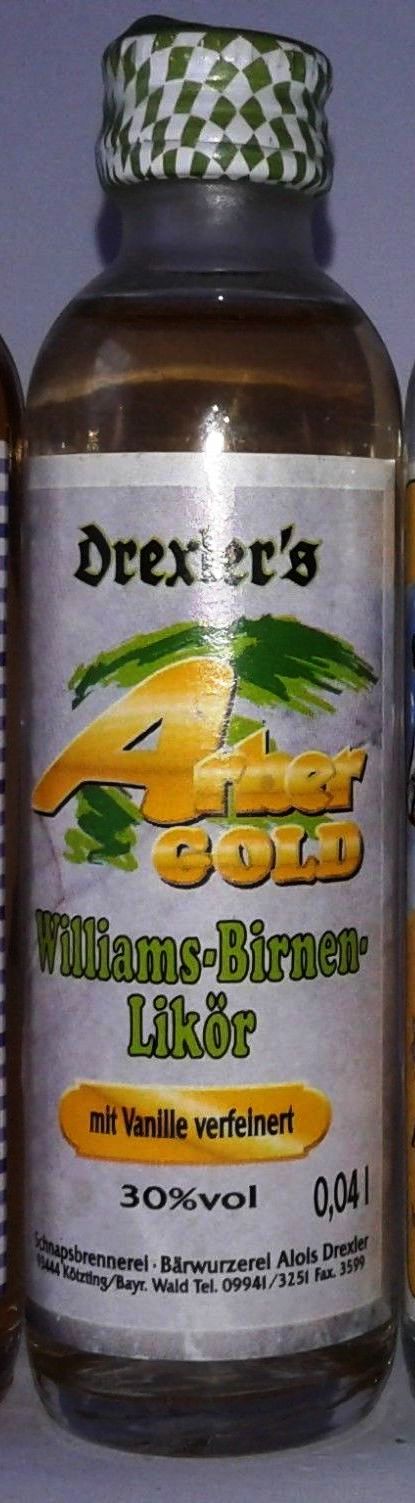 Drexler's
Arber
GOLD
Williams-Birnen-
Likör
mit Vanille verfeinert
30%vol 0,04 l
Schnapsbrennerei · Bärwurzerei Alois Drexler
93444 Kötzting/Bayr. Wald Tel. 09941/3251 Fax. 3599